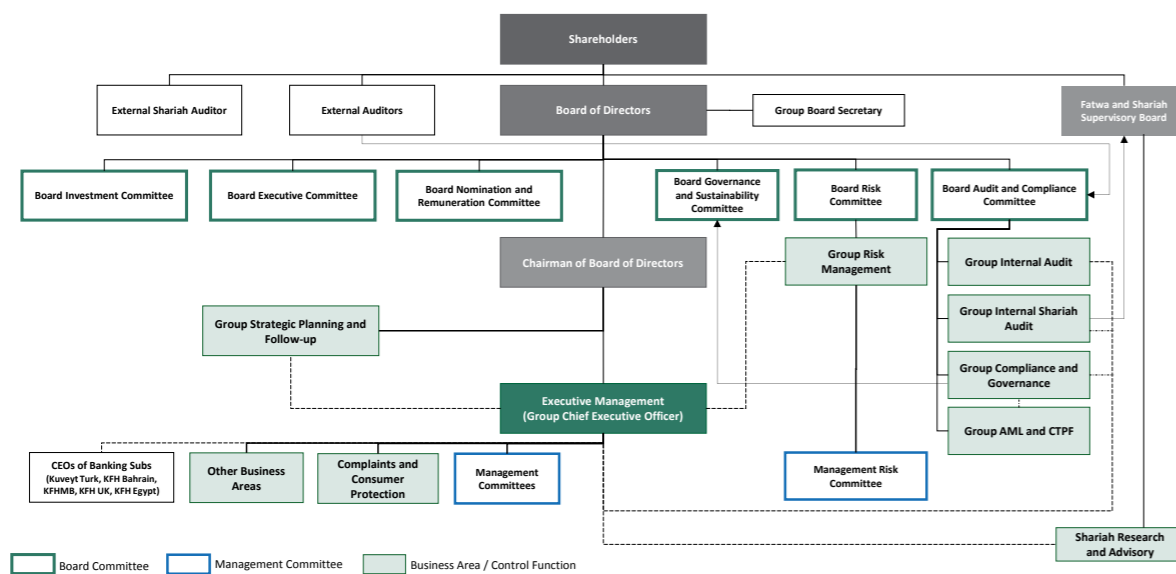 Shareholders
External Shariah Auditor
External Auditors
Board of Directors
Group Board Secretary
Fatwa and Shariah
Supervisory Board
Board Investment Committee
Board Executive Committee
Board Nomination and
Remuneration Committee
Board Governance
and Sustainability
Committee
Board Risk
Committee
Board Audit and Compliance
Committee
Chairman of Board of Directors
Group Risk
Management
Group Internal Audit
Group Strategic Planning and
Follow-up
Group Internal Shariah
Audit
Group Compliance and
Governance
Executive Management
(Group Chief Executive Officer)
Group AML and CTPF
CEOs of Banking Subs
(Kuveyt Turk, KFH Bahrain,
KFHMB, KFH UK, KFH Egypt)
Other Business
Areas
Complaints and
Consumer
Protection
Management
Committees
Management Risk
Committee
Shariah Research
and Advisory
Board Committee
Management Committee
Business Area / Control Function